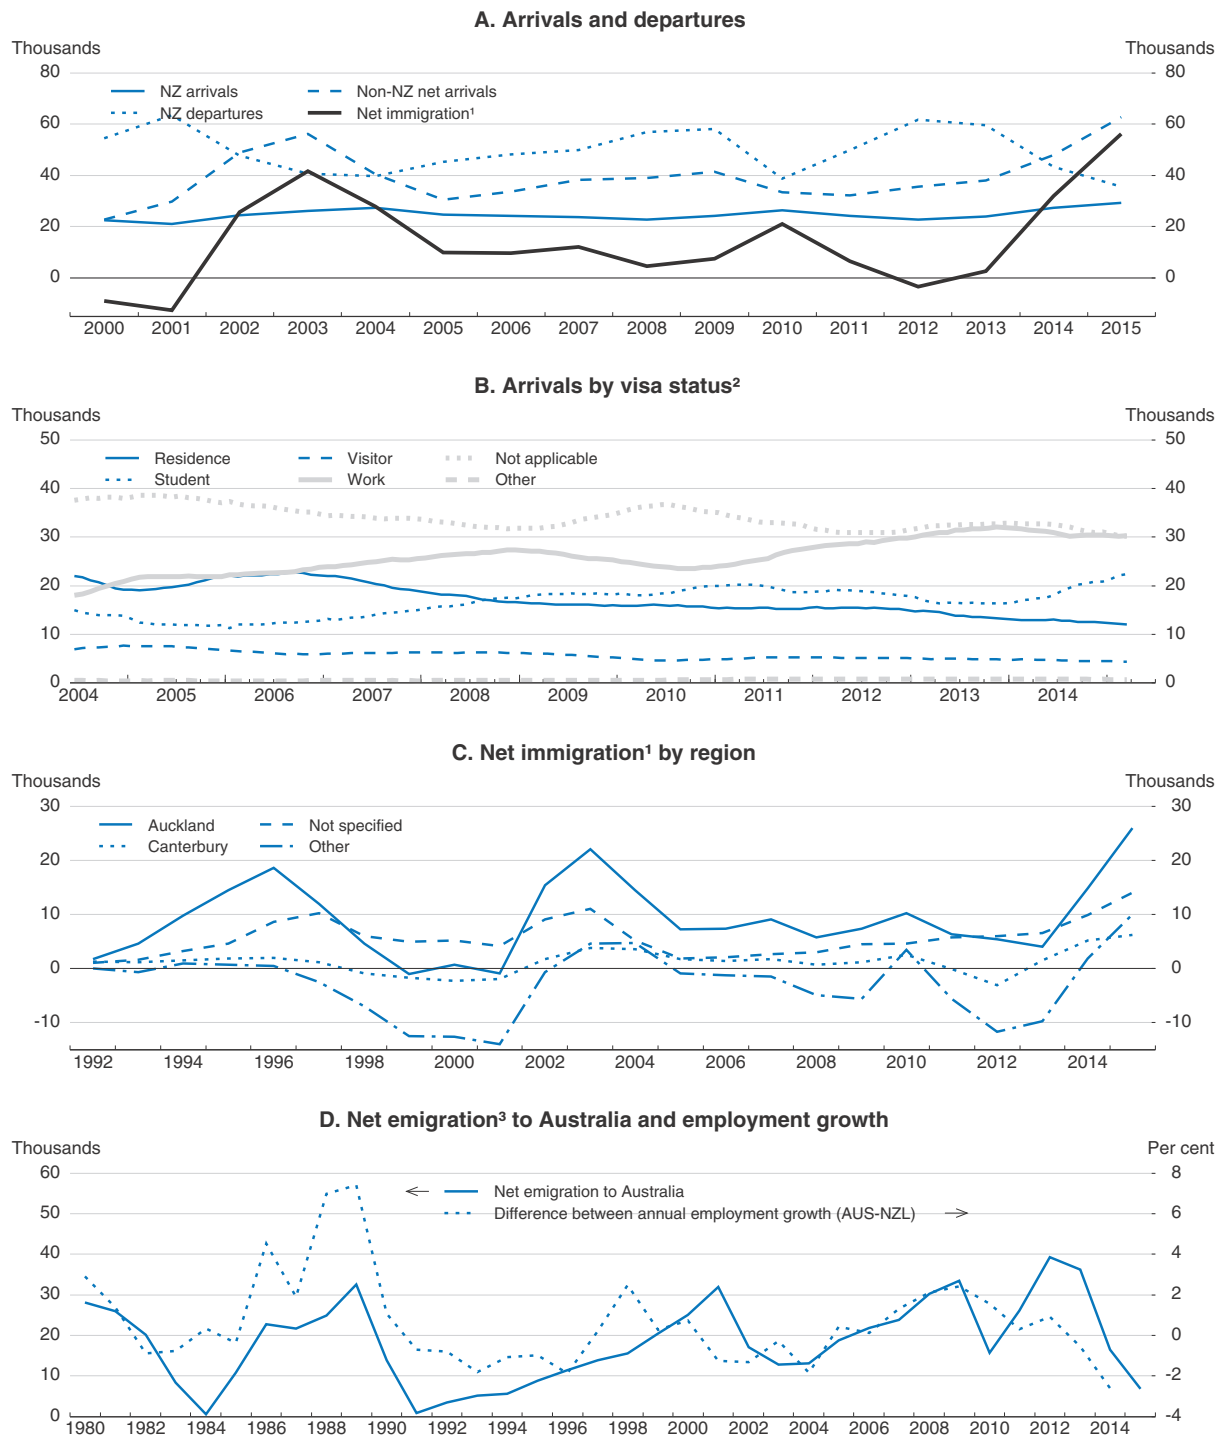 A. Arrivals and departures
Thousands Thousands
80 80
NZ arrivals Non-NZ net arrivals
NZ departures Net immigration¹
60 60
40 40
20 20
0 0
2000 2001 2002 2003 2004 2005 2006 2007 2008 2009 2010 2011 2012 2013 2014 2015
B. Arrivals by visa status²
Thousands Thousands
50 50
Residence Visitor Not applicable
Student Work Other
40 40
30 30
20 20
10 10
0 0
2004 2005 2006 2007 2008 2009 2010 2011 2012 2013 2014
C. Net immigration¹ by region
Thousands Thousands
30 30
Auckland Not specified
Canterbury Other
20 20
10 10
0 0
-10 -10
1992 1994 1996 1998 2000 2002 2004 2006 2008 2010 2012 2014
D. Net emigration³ to Australia and employment growth
Thousands Per cent
60 8
Net emigration to Australia
Difference between annual employment growth (AUS-NZL)
50 6
40 4
30 2
20 0
10 -2
0 -4
1980 1982 1984 1986 1988 1990 1992 1994 1996 1998 2000 2002 2004 2006 2008 2010 2012 2014